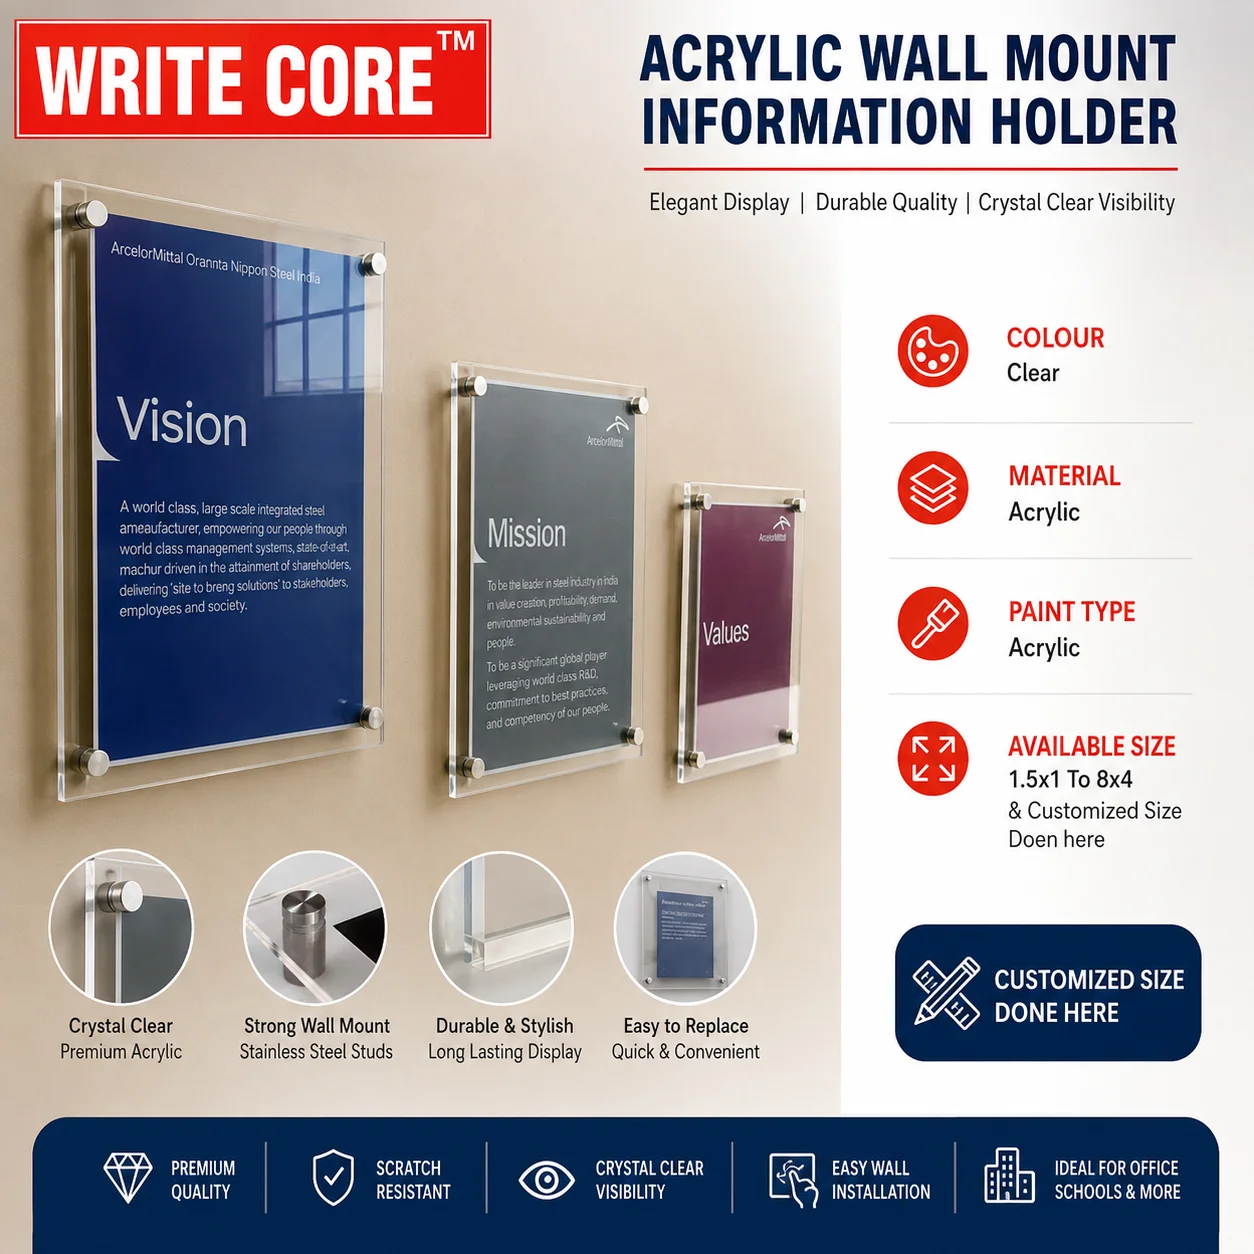 WRITE CORE™
ACRYLIC WALL MOUNT
INFORMATION HOLDER
Elegant Display | Durable Quality | Crystal Clear Visibility
ArcelorMittal Orannta Nippon Steel India
Vision
A world class, large scale integrated steel
ameaufacturer, empowering our people through
world class management systems, state-of-rt-art,
machur driven in the attainment of shareholders,
delivering 'site to breng solutions' to stakeholders,
employees and society.
ArcelorMittal
Mission
To be the leader in steel industry in india
in value creation, profitability, demand,
environmental sustainability and
people.
To be a significant global player
leveraging world class R&D,
commitment to best practices,
and competency of our people.
ArcelorMittal
Values
COLOUR
Clear
MATERIAL
Acrylic
PAINT TYPE
Acrylic
AVAILABLE SIZE
1.5x1 To 8x4
& Customized Size
Doen here
Crystal Clear
Premium Acrylic
Strong Wall Mount
Stainless Steel Studs
Durable & Stylish
Long Lasting Display
Easy to Replace
Quick & Convenient
CUSTOMIZED SIZE
DONE HERE
PREMIUM
QUALITY
SCRATCH
RESISTANT
CRYSTAL CLEAR
VISIBILITY
EASY WALL
INSTALLATION
IDEAL FOR OFFICE
SCHOOLS & MORE